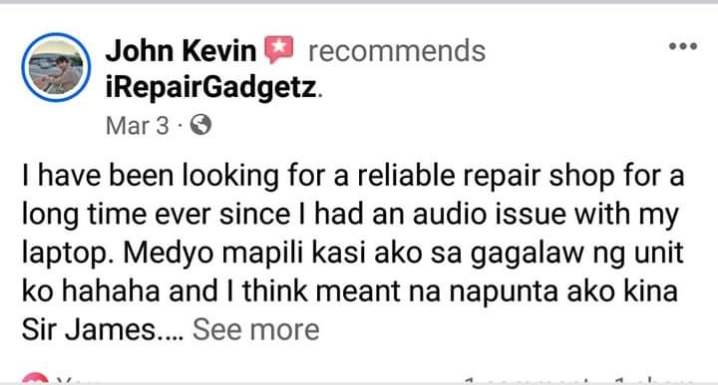 John Kevin recommends
iRepairGadgetz.
Mar 3 ·
I have been looking for a reliable repair shop for a
long time ever since I had an audio issue with my
laptop. Medyo mapili kasi ako sa gagalaw ng unit
ko hahaha and I think meant na napunta ako kina
Sir James.... See more